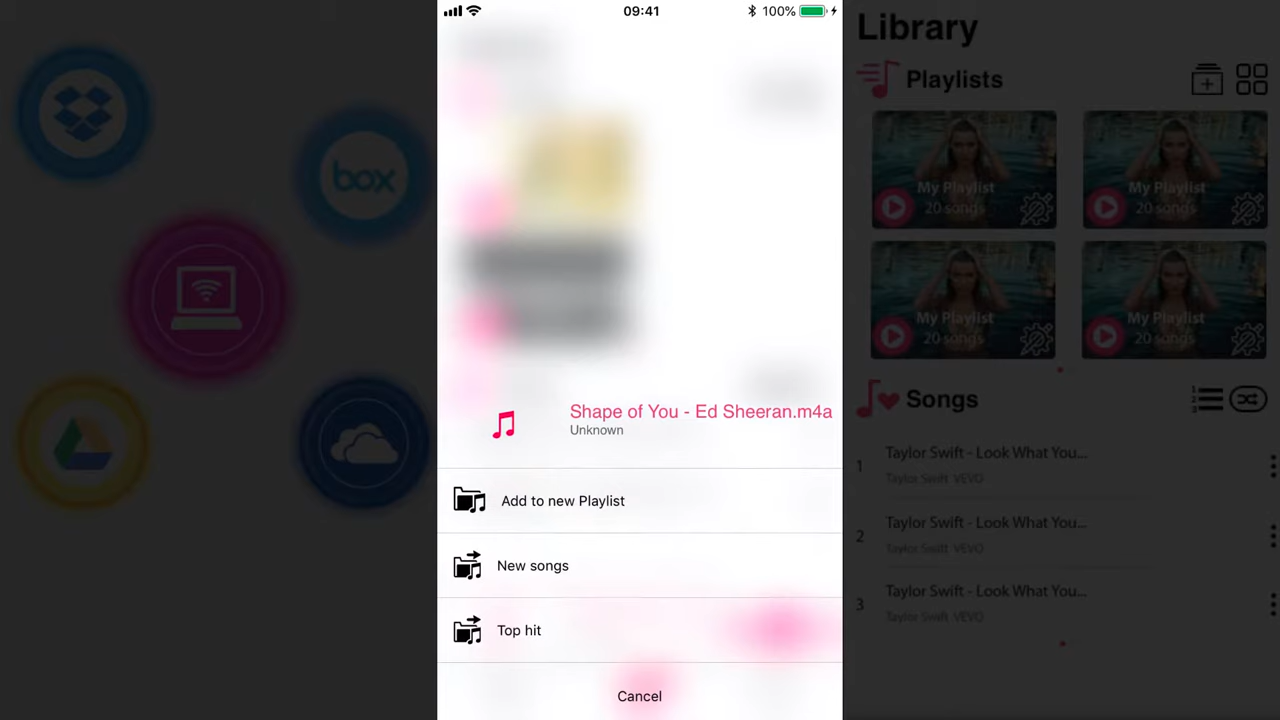 09:41
100%
box
Shape of You - Ed Sheeran.m4a
Unknown
Add to new Playlist
New songs
Top hit
Cancel
Library
Playlists
My Playlist
20 songs
My Playlist
20 songs
My Playlist
20 songs
My Playlist
20 songs
Songs
1
2
3
1
Taylor Swift - Look What You...
Taylor Swift VEVO
2
Taylor Swift - Look What You...
Taylor Swift VEVO
3
Taylor Swift - Look What You...
Taylor Swift VEVO